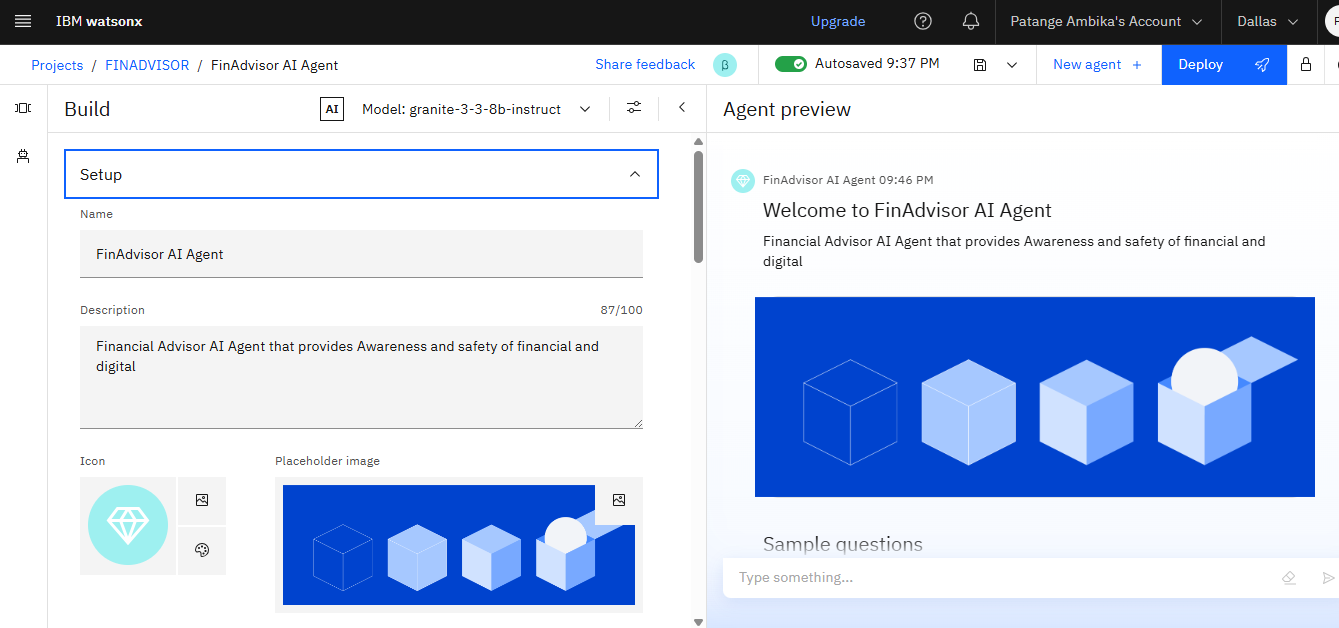 IBM watsonx
Upgrade
Patange Ambika's Account
Dallas
Projects / FINADVISOR / FinAdvisor AI Agent
Share feedback
β
Autosaved 9:37 PM
New agent +
Deploy
Build
AI
Model: granite-3-3-8b-instruct
Agent preview
Setup
Name
FinAdvisor AI Agent
Description
87/100
Financial Advisor AI Agent that provides Awareness and safety of financial and
digital
Icon
Placeholder image
FinAdvisor AI Agent 09:46 PM
Welcome to FinAdvisor AI Agent
Financial Advisor AI Agent that provides Awareness and safety of financial and
digital
Sample questions
Type something...